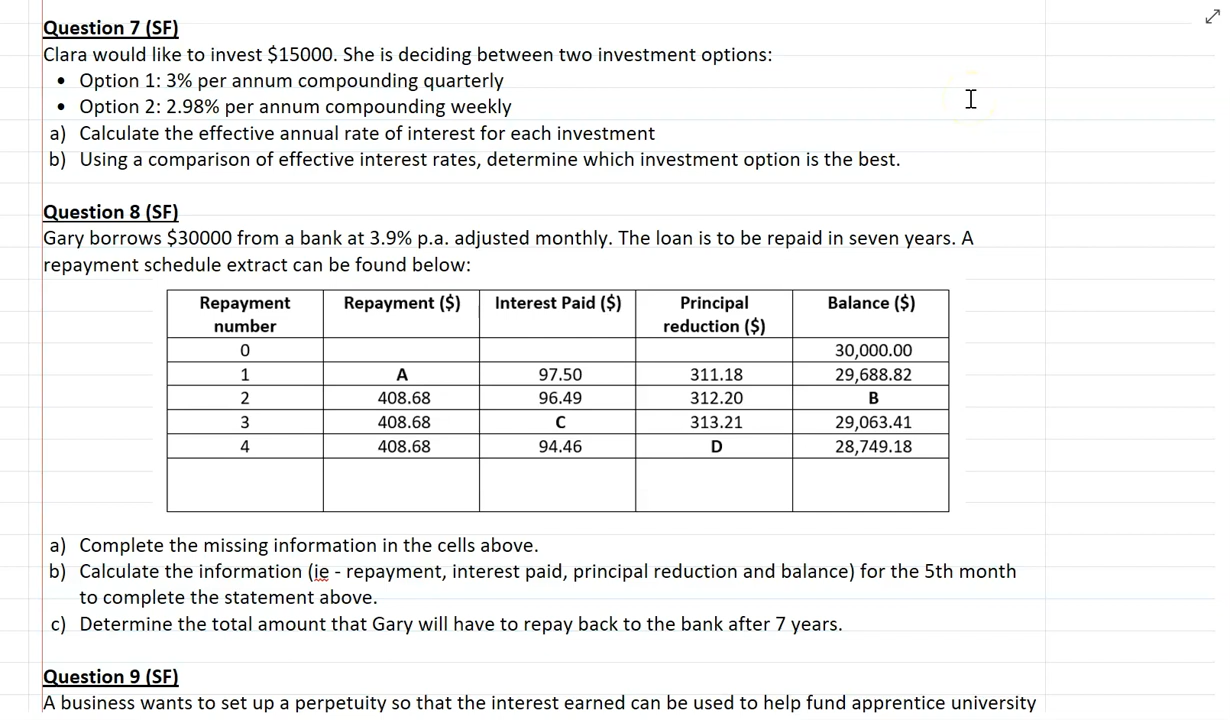 Question 7 (SF)
Clara would like to invest $15000. She is deciding between two investment options:
• Option 1: 3% per annum compounding quarterly
• Option 2: 2.98% per annum compounding weekly
a) Calculate the effective annual rate of interest for each investment
b) Using a comparison of effective interest rates, determine which investment option is the best.
Question 8 (SF)
Gary borrows $30000 from a bank at 3.9% p.a. adjusted monthly. The loan is to be repaid in seven years. A
repayment schedule extract can be found below:
Repayment number Repayment ($) Interest Paid ($) Principal reduction ($) Balance ($)
0 30,000.00
1 A 97.50 311.18 29,688.82
2 408.68 96.49 312.20 B
3 408.68 C 313.21 29,063.41
4 408.68 94.46 D 28,749.18
a) Complete the missing information in the cells above.
b) Calculate the information (ie - repayment, interest paid, principal reduction and balance) for the 5th month
to complete the statement above.
c) Determine the total amount that Gary will have to repay back to the bank after 7 years.
Question 9 (SF)
A business wants to set up a perpetuity so that the interest earned can be used to help fund apprentice university